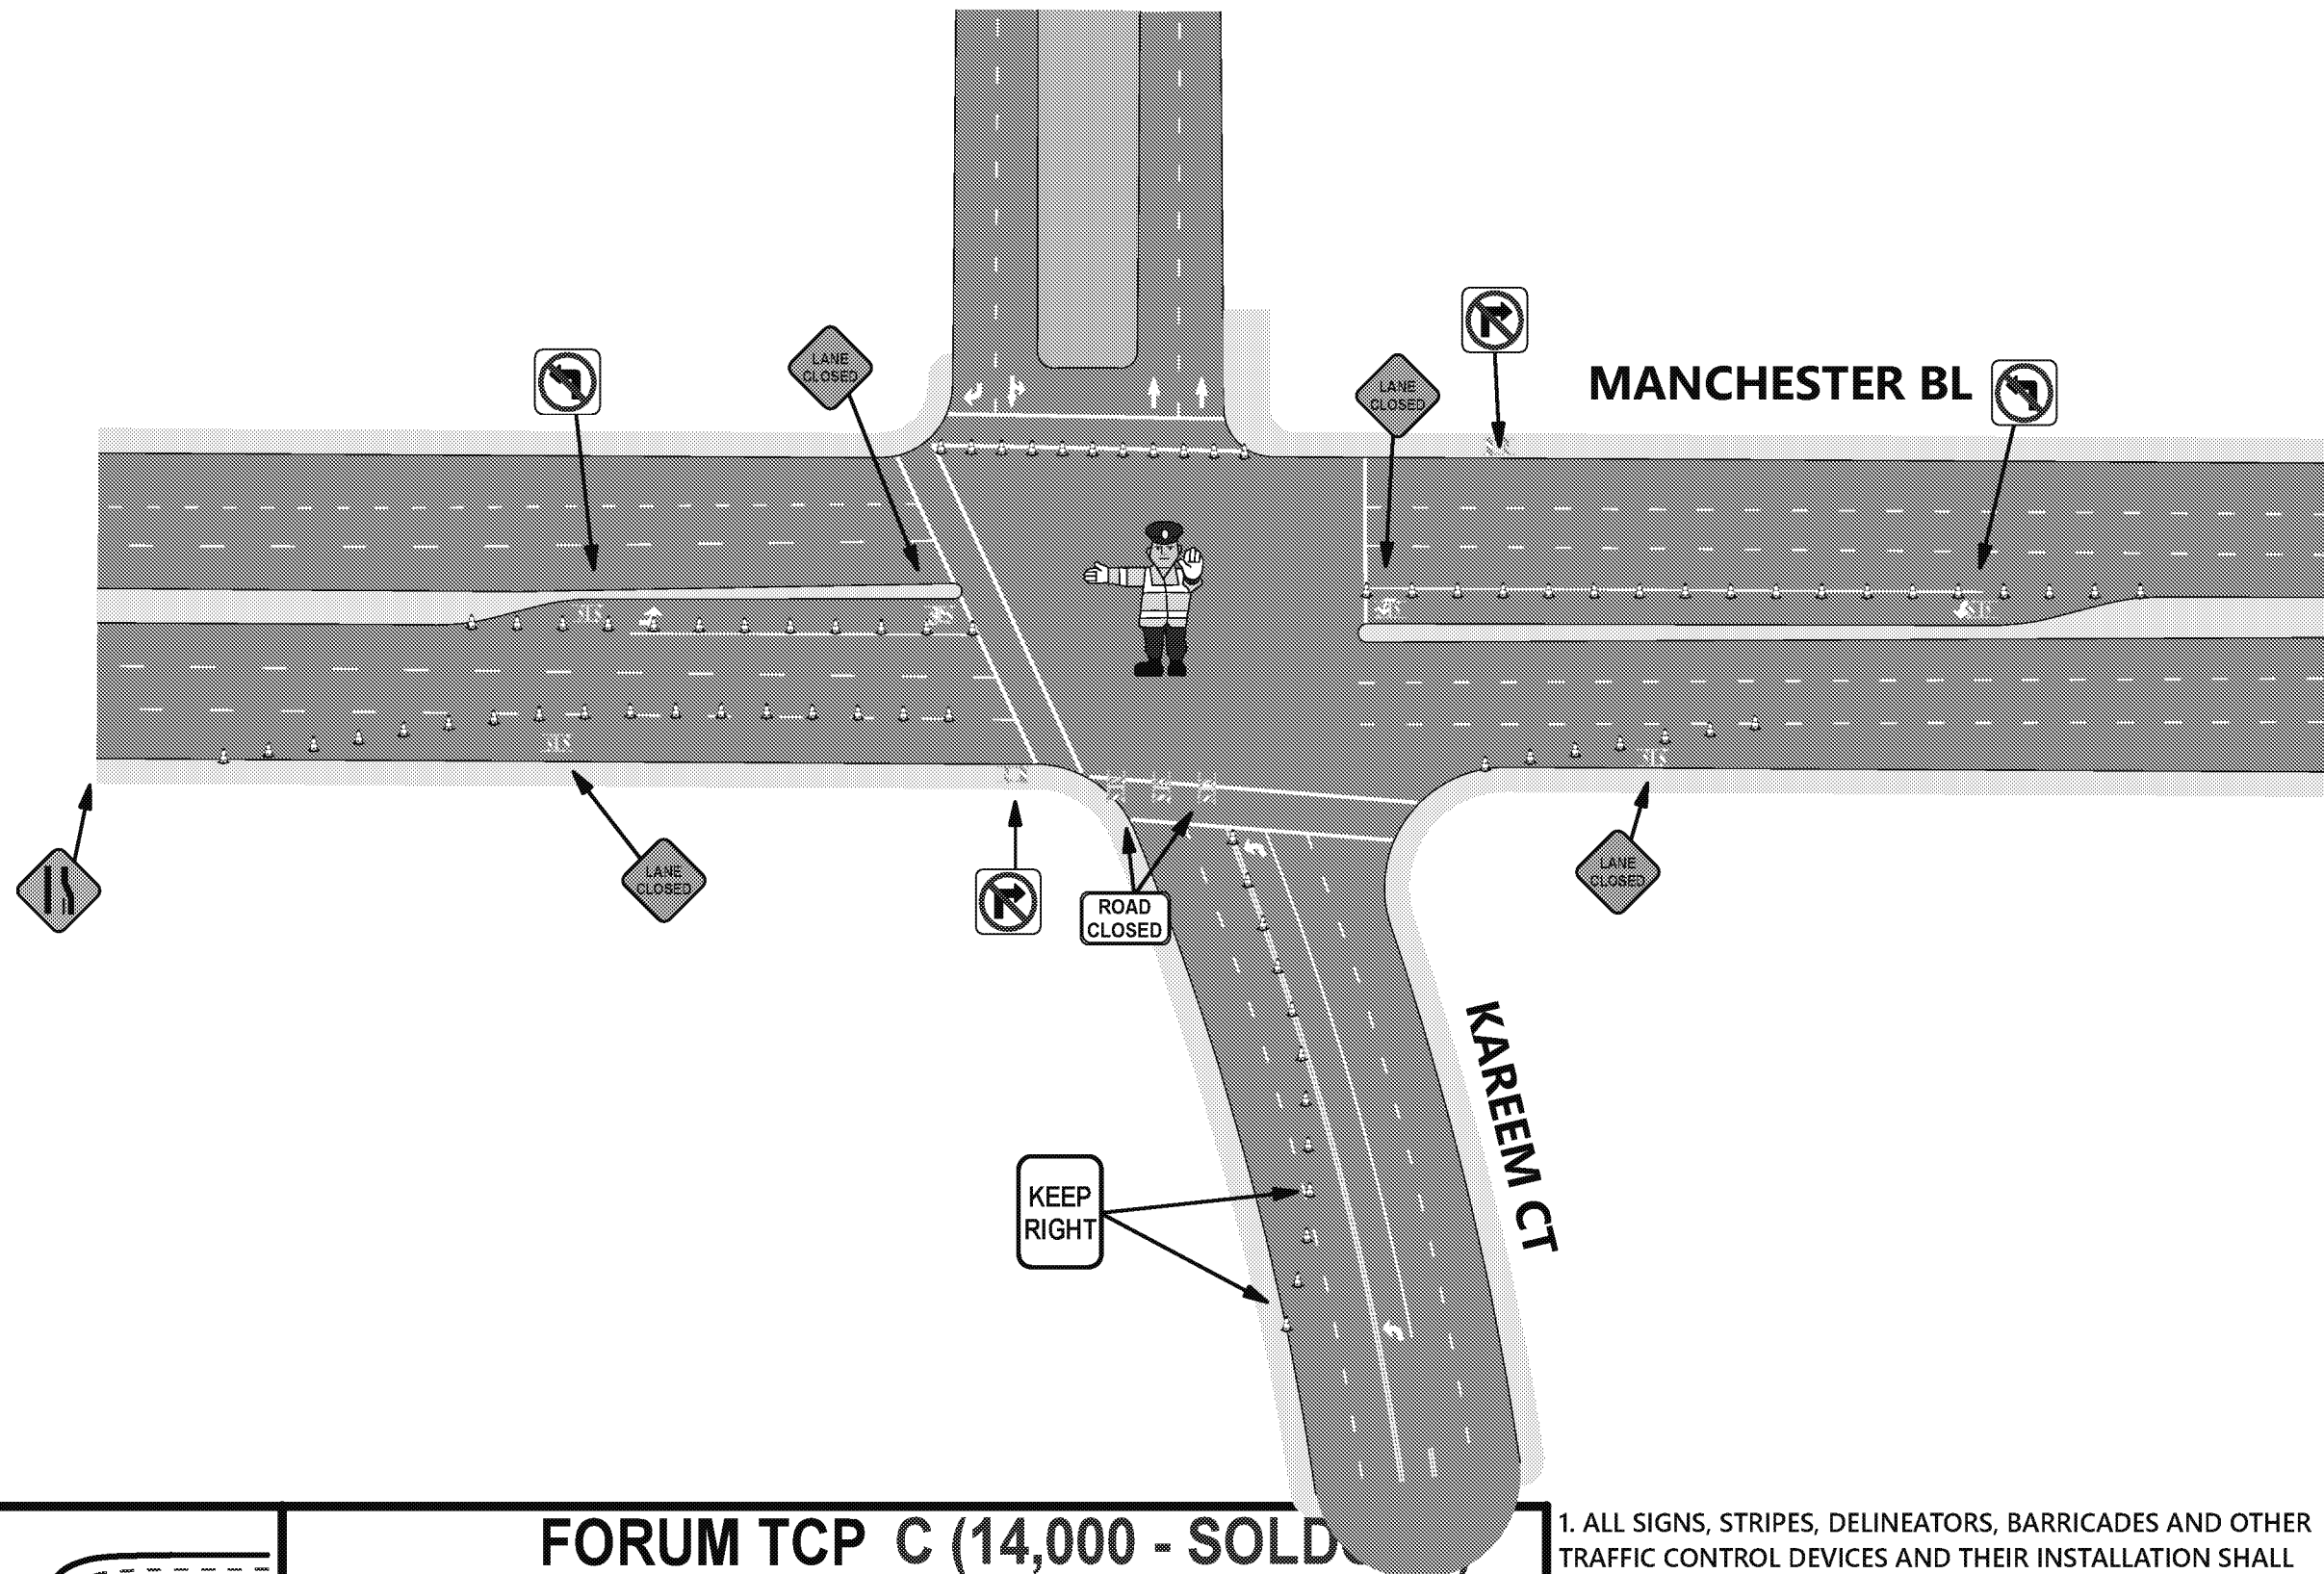 LANE
CLOSED
LANE
CLOSED
MANCHESTER BL
LANE
CLOSED
ROAD
CLOSED
LANE
CLOSED
KAREEM CT
KEEP
RIGHT
FORUM TCP C (14,000 -
1. ALL SIGNS, STRIPES, DELINEATORS, BARRICADES AND OTHER
TRAFFIC CONTROL DEVICES AND THEIR INSTALLATION SHALL